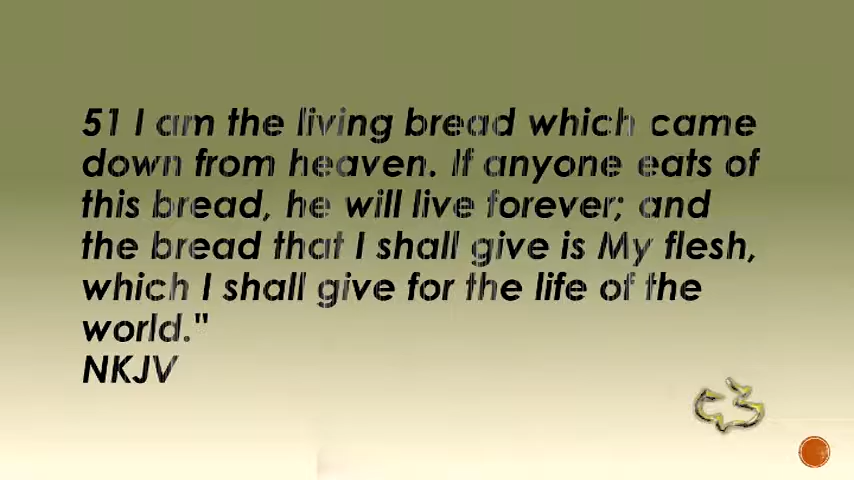 51 I am the living bread which came
down from heaven. If anyone eats of
this bread, he will live forever; and
the bread that I shall give is My flesh,
which I shall give for the life of the
world."
NKJV
C3